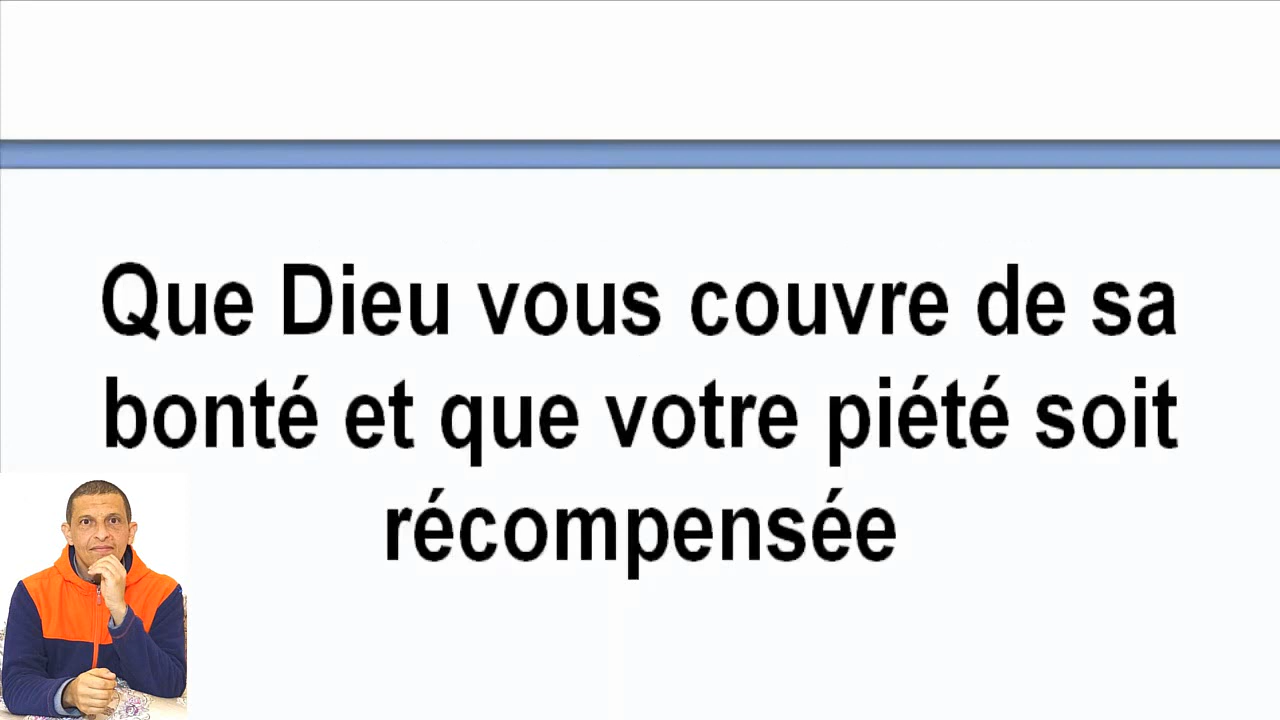 Que Dieu vous couvre de sa
bonté et que votre piété soit
récompensée